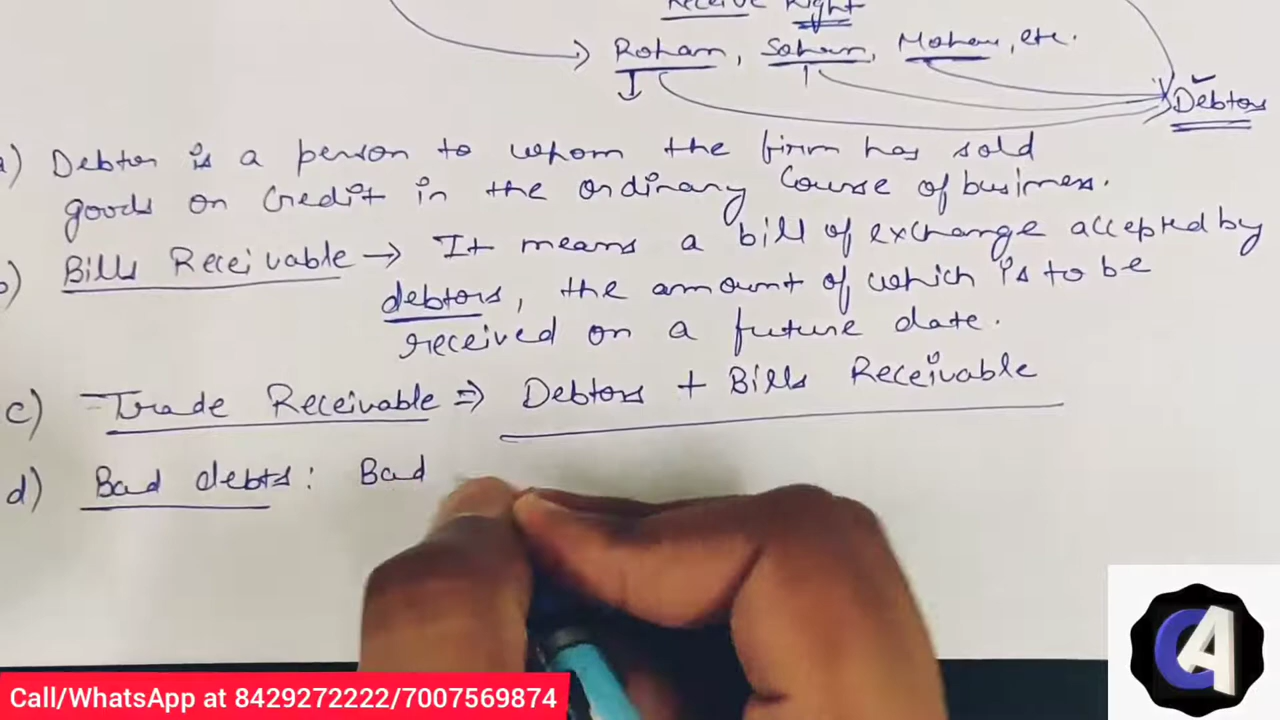 Receive Right
Rohan, Sohan, Mohan, etc.
Debtors
a) Debtor is a person to whom the firm has sold
goods on credit in the ordinary course of business.
b) Bills Receivable → It means a bill of exchange accepted by
debtors, the amount of which is to be
received on a future date.
c) Trade Receivable ⇒ Debtors + Bills Receivable
d) Bad debts: Bad
CA
Call/WhatsApp at 8429272222/7007569874